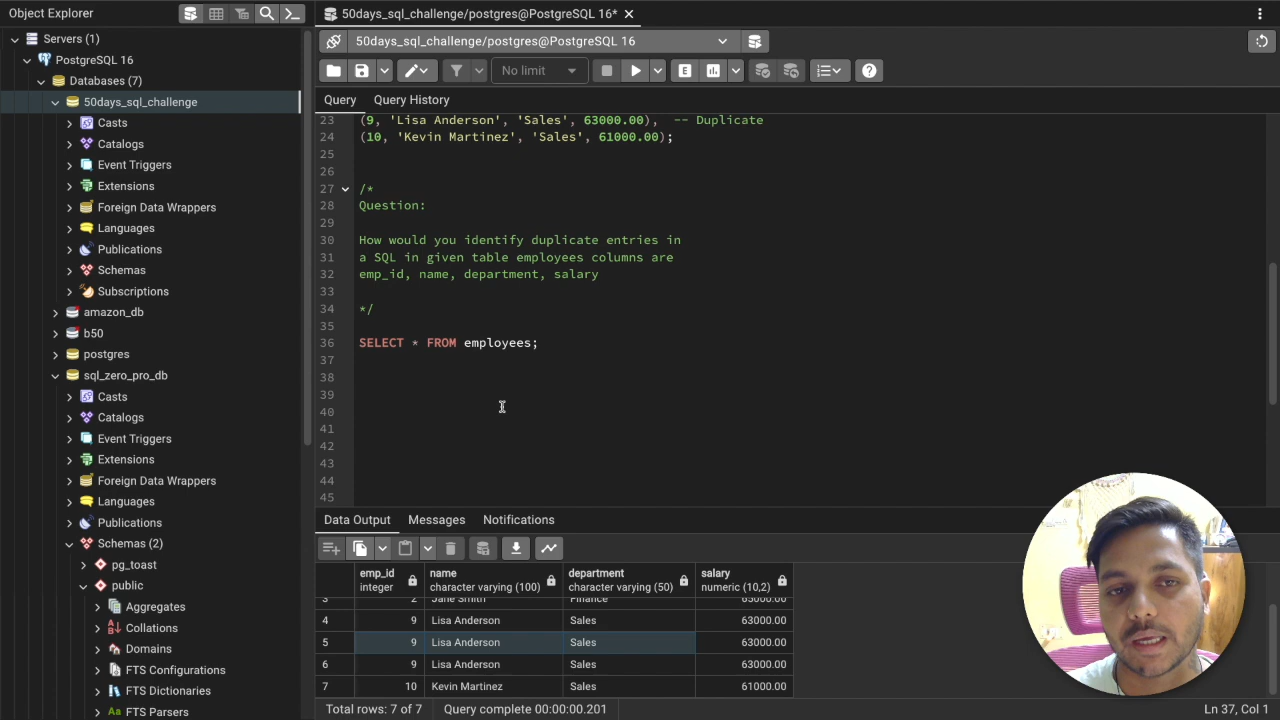 Object Explorer
50days_sql_challenge/postgres@PostgreSQL 16*
Servers (1)
50days_sql_challenge/postgres@PostgreSQL 16
PostgreSQL 16
No limit
Databases (7)
Query
Query History
50days_sql_challenge
Casts
Catalogs
Event Triggers
Extensions
Foreign Data Wrappers
Languages
Publications
Schemas
Subscriptions
amazon_db
b50
postgres
sql_zero_pro_db
Casts
Catalogs
Event Triggers
Extensions
Foreign Data Wrappers
Languages
Publications
Schemas (2)
pg_toast
public
Aggregates
Collations
Domains
FTS Configurations
FTS Dictionaries
FTS Parsers
23 (9, 'Lisa Anderson', 'Sales', 63000.00),  -- Duplicate
24 (10, 'Kevin Martinez', 'Sales', 61000.00);
25
26
27 /*
28 Question:
29
30 How would you identify duplicate entries in
31 a SQL in given table employees columns are
32 emp_id, name, department, salary
33
34 */
35
36 SELECT * FROM employees;
37
38
39
40
41
42
43
44
45
Data Output Messages Notifications
emp_id name department salary
integer character varying (100) character varying (50) numeric (10,2)
3 2 Jane Smith Finance 65000.00
4 9 Lisa Anderson Sales 63000.00
5 9 Lisa Anderson Sales 63000.00
6 9 Lisa Anderson Sales 63000.00
7 10 Kevin Martinez Sales 61000.00
Total rows: 7 of 7 Query complete 00:00:00.201 Ln 37, Col 1